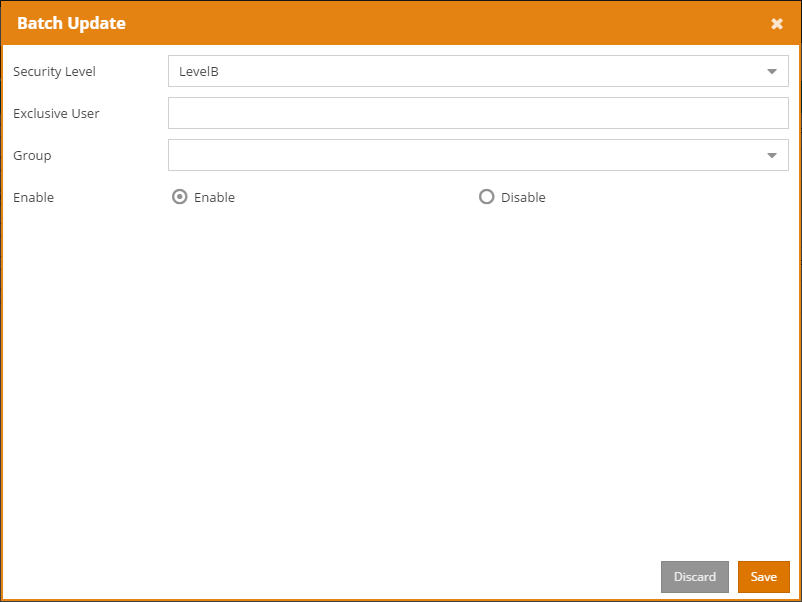 Batch Update
Security Level LevelB
Exclusive User
Group
Enable Enable Disable
Discard Save